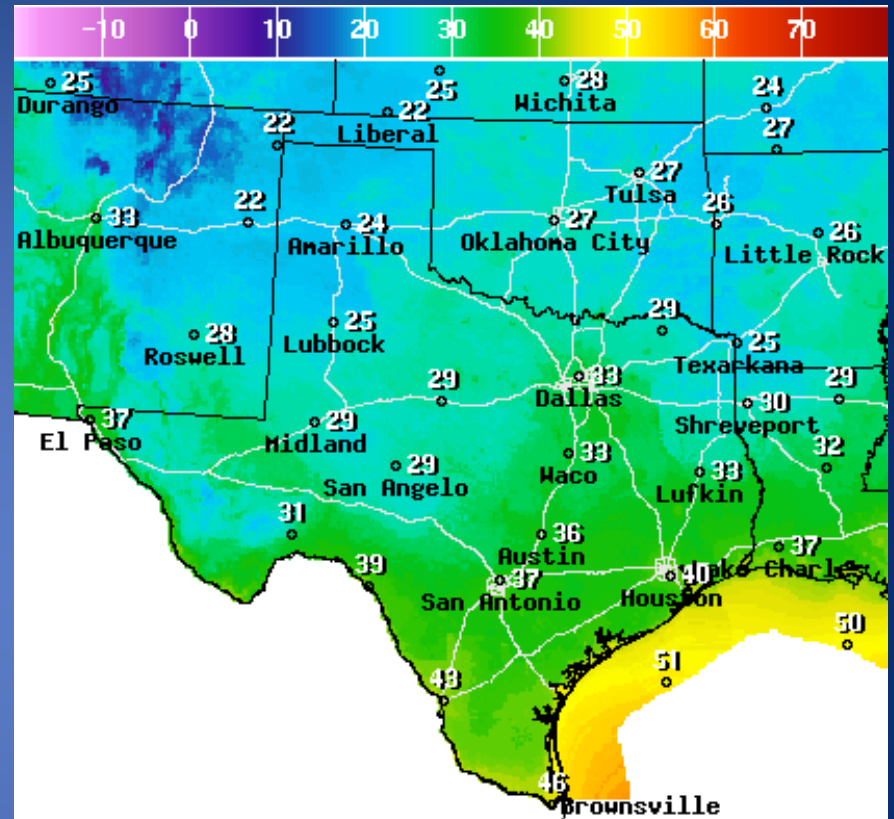 -10 0 10 20 30 40 50 60 70
25
Durango
25
28
Wichita
24
22
Liberal
22
27
27
Tulsa
33
Albuquerque
22
24
Amarillo
27
Oklahoma City
26
26
Little Rock
28
Roswell
25
Lubbock
29
25
Texarkana
33
Dallas
29
30
Shreveport
29
37
El Paso
29
Midland
29
San Angelo
33
Waco
33
Lufkin
32
31
36
Austin
37
Lake Charl
39
37
San Antonio
40
Houston
43
51
50
46
Brownsville